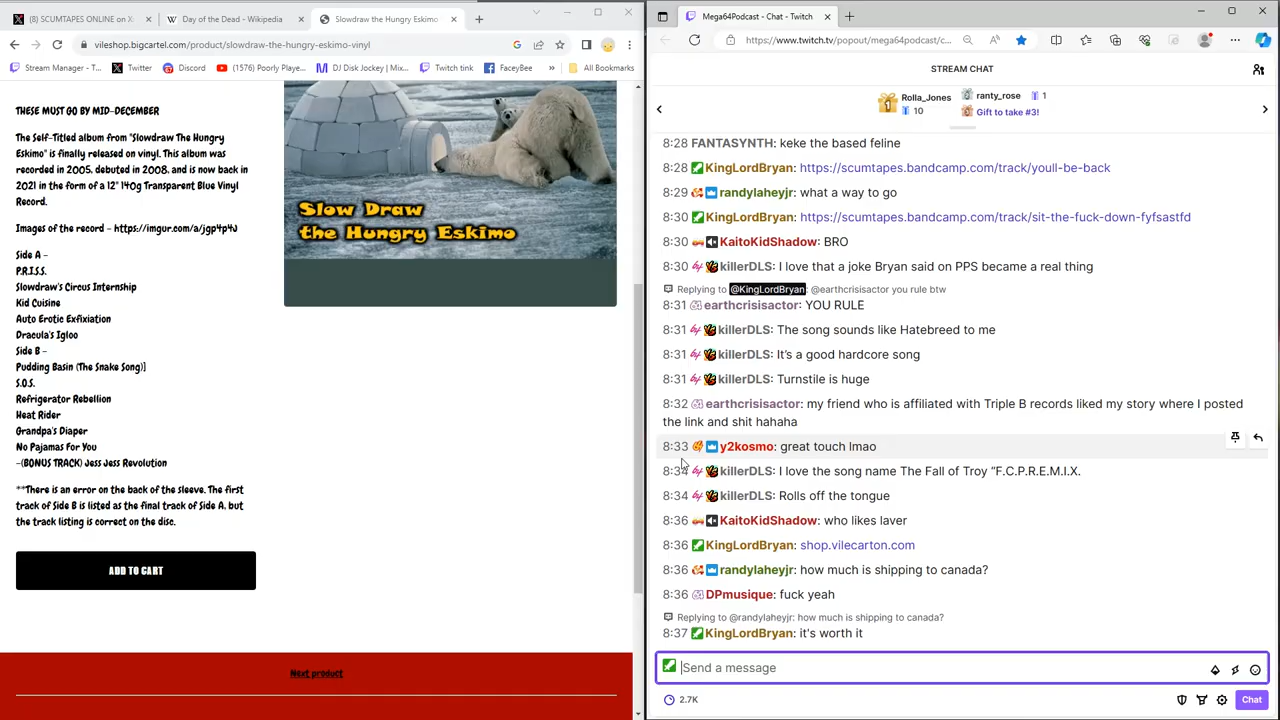 (8) SCUMTAPES ONLINE on X
Day of the Dead - Wikipedia
Slowdraw the Hungry Eskimo
vileshop.bigcartel.com/product/slowdraw-the-hungry-eskimo-vinyl
Stream Manager - T...
Twitter
Discord
(1576) Poorly Playe...
DJ Disk Jockey | Mix...
Twitch tink
FaceyBee
»
All Bookmarks
THESE MUST GO BY MID-DECEMBER
The Self-Titled album from "Slowdraw The Hungry
Eskimo" is finally released on vinyl. This album was
recorded in 2005, debuted in 2008, and is now back in
2021 in the form of a 12" 140g Transparent Blue Vinyl
Record.
Images of the record - https://imgur.com/a/jgp4p4J
Side A -
P.R.I.S.S.
Slowdraw's Circus Internship
Kid Cuisine
Auto Erotic Exfixiation
Dracula's Igloo
Side B -
Pudding Basin (The Snake Song)]
S.O.S.
Refrigerator Rebellion
Heat Rider
Grandpa's Diaper
No Pajamas For You
-(BONUS TRACK) Jess Jess Revolution
**There is an error on the back of the sleeve. The first
track of Side B is listed as the final track of Side A, but
the track listing is correct on the disc.
ADD TO CART
Slow Draw
the Hungry Eskimo
Next product
Mega64Podcast - Chat - Twitch
https://www.twitch.tv/popout/mega64podcast/c...
STREAM CHAT
Rolla_Jones
10
ranty_rose 1
Gift to take #3!
8:28 FANTASYNTH: keke the based feline
8:28 KingLordBryan: https://scumtapes.bandcamp.com/track/youll-be-back
8:29 randylaheyjr: what a way to go
8:30 KingLordBryan: https://scumtapes.bandcamp.com/track/sit-the-fuck-down-fyfsastfd
8:30 KaitoKidShadow: BRO
8:30 killerDLS: I love that a joke Bryan said on PPS became a real thing
Replying to @KingLordBryan: @earthcrisisactor you rule btw
8:31 earthcrisisactor: YOU RULE
8:31 killerDLS: The song sounds like Hatebreed to me
8:31 killerDLS: It's a good hardcore song
8:31 killerDLS: Turnstile is huge
8:32 earthcrisisactor: my friend who is affiliated with Triple B records liked my story where I posted
the link and shit hahaha
8:33 y2kosmo: great touch lmao
8:34 killerDLS: I love the song name The Fall of Troy "F.C.P.R.E.M.I.X.
8:34 killerDLS: Rolls off the tongue
8:36 KaitoKidShadow: who likes laver
8:36 KingLordBryan: shop.vilecarton.com
8:36 randylaheyjr: how much is shipping to canada?
8:36 DPmusique: fuck yeah
Replying to @randylaheyjr: how much is shipping to canada?
8:37 KingLordBryan: it's worth it
Send a message
2.7K
Chat